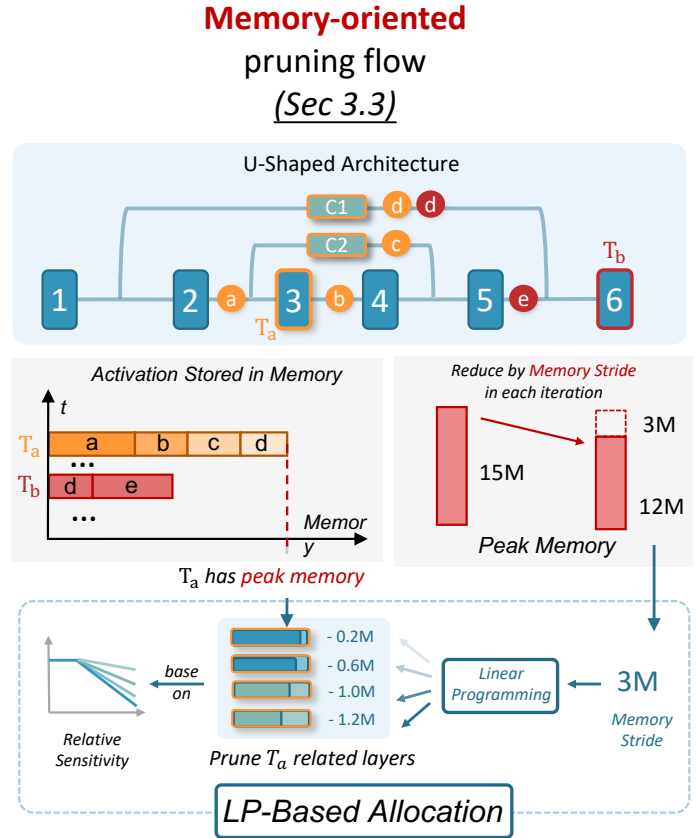 Memory-oriented
pruning flow
(Sec 3.3)
U-Shaped Architecture
C1 d d
C2 c
T_b
1 2 a 3 b 4 5 e 6
T_a
Activation Stored in Memory
t
T_a a b c d
...
T_b d e
...
Memor
y
Reduce by Memory Stride
in each iteration
3M
15M
12M
Peak Memory
T_a has peak memory
- 0.2M
- 0.6M
- 1.0M
- 1.2M
base
on
Linear
Programming
3M
Memory
Stride
Relative
Sensitivity
Prune T_a related layers
LP-Based Allocation